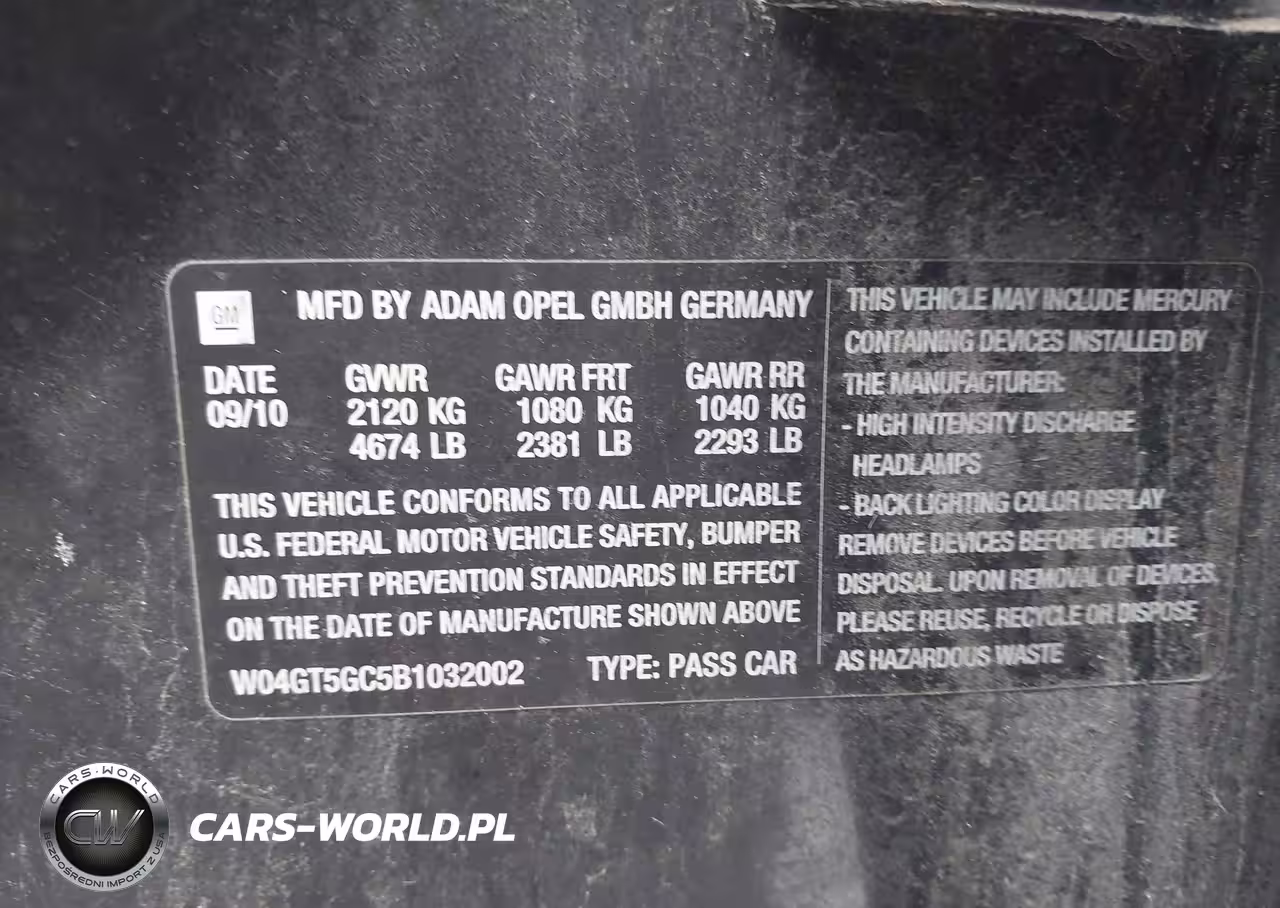 GM
MFD BY ADAM OPEL GMBH GERMANY
DATE GVWR GAWR FRT GAWR RR
09/10 2120 KG 1080 KG 1040 KG
4674 LB 2381 LB 2293 LB
THIS VEHICLE CONFORMS TO ALL APPLICABLE
U.S. FEDERAL MOTOR VEHICLE SAFETY, BUMPER
AND THEFT PREVENTION STANDARDS IN EFFECT
ON THE DATE OF MANUFACTURE SHOWN ABOVE
W04GT5GC5B1032002 TYPE: PASS CAR
THIS VEHICLE MAY INCLUDE MERCURY
CONTAINING DEVICES INSTALLED BY
THE MANUFACTURER:
- HIGH INTENSITY DISCHARGE
HEADLAMPS
- BACK LIGHTING COLOR DISPLAY
REMOVE DEVICES BEFORE VEHICLE
DISPOSAL. UPON REMOVAL OF DEVICES,
PLEASE REUSE, RECYCLE OR DISPOSE
AS HAZARDOUS WASTE
CARS-WORLD
CW
BEZPOŚREDNI IMPORT Z USA
CARS-WORLD.PL